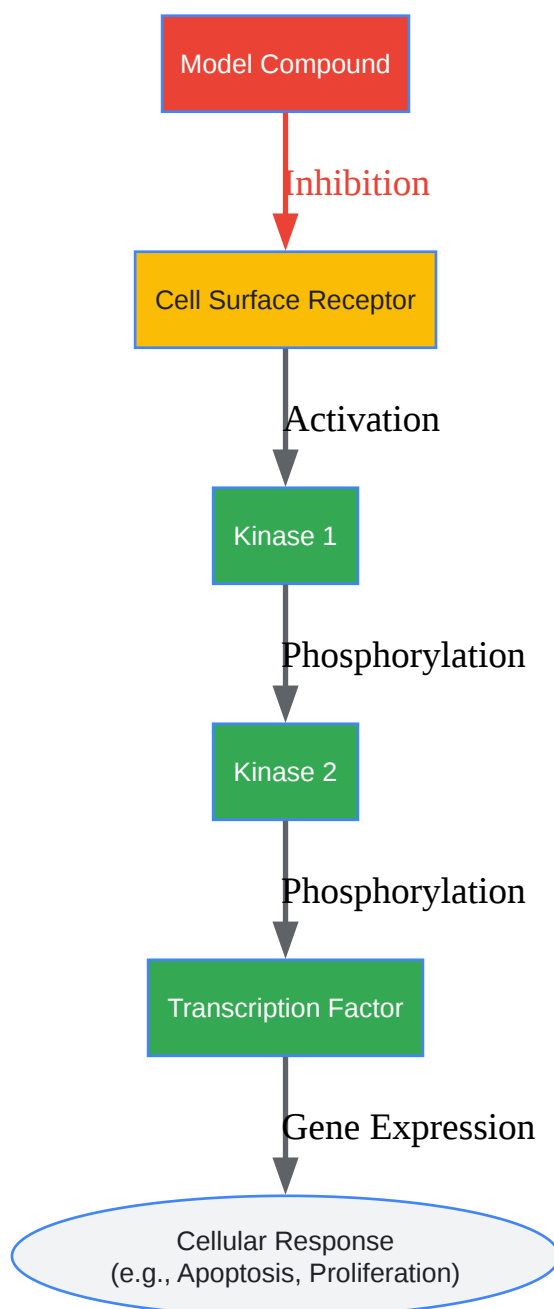 Model Compound
Inhibition
Cell Surface Receptor
Activation
Kinase 1
Phosphorylation
Kinase 2
Phosphorylation
Transcription Factor
Gene Expression
Cellular Response
(e.g., Apoptosis, Proliferation)